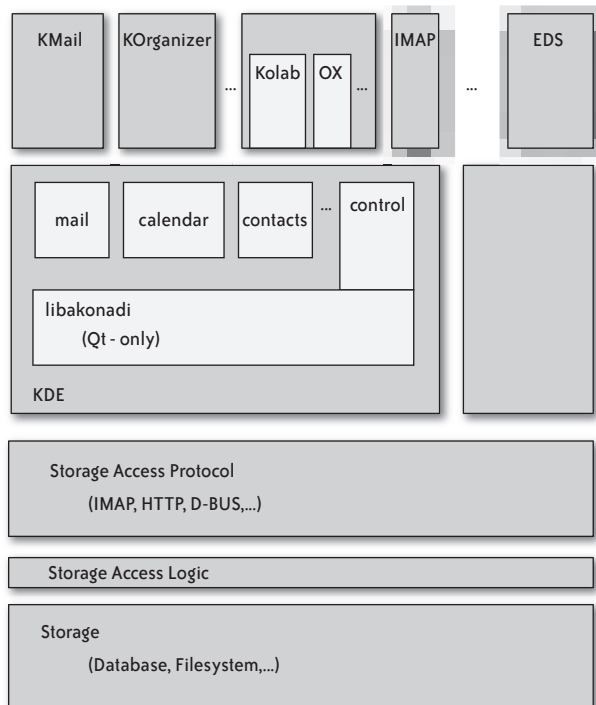 KMail
KOrganizer
...
Kolab
OX
...
IMAP
...
EDS
mail
calendar
contacts
...
control
libakonadi
(Qt - only)
KDE
Storage Access Protocol
(IMAP, HTTP, D-BUS,...)
Storage Access Logic
Storage
(Database, Filesystem,...)